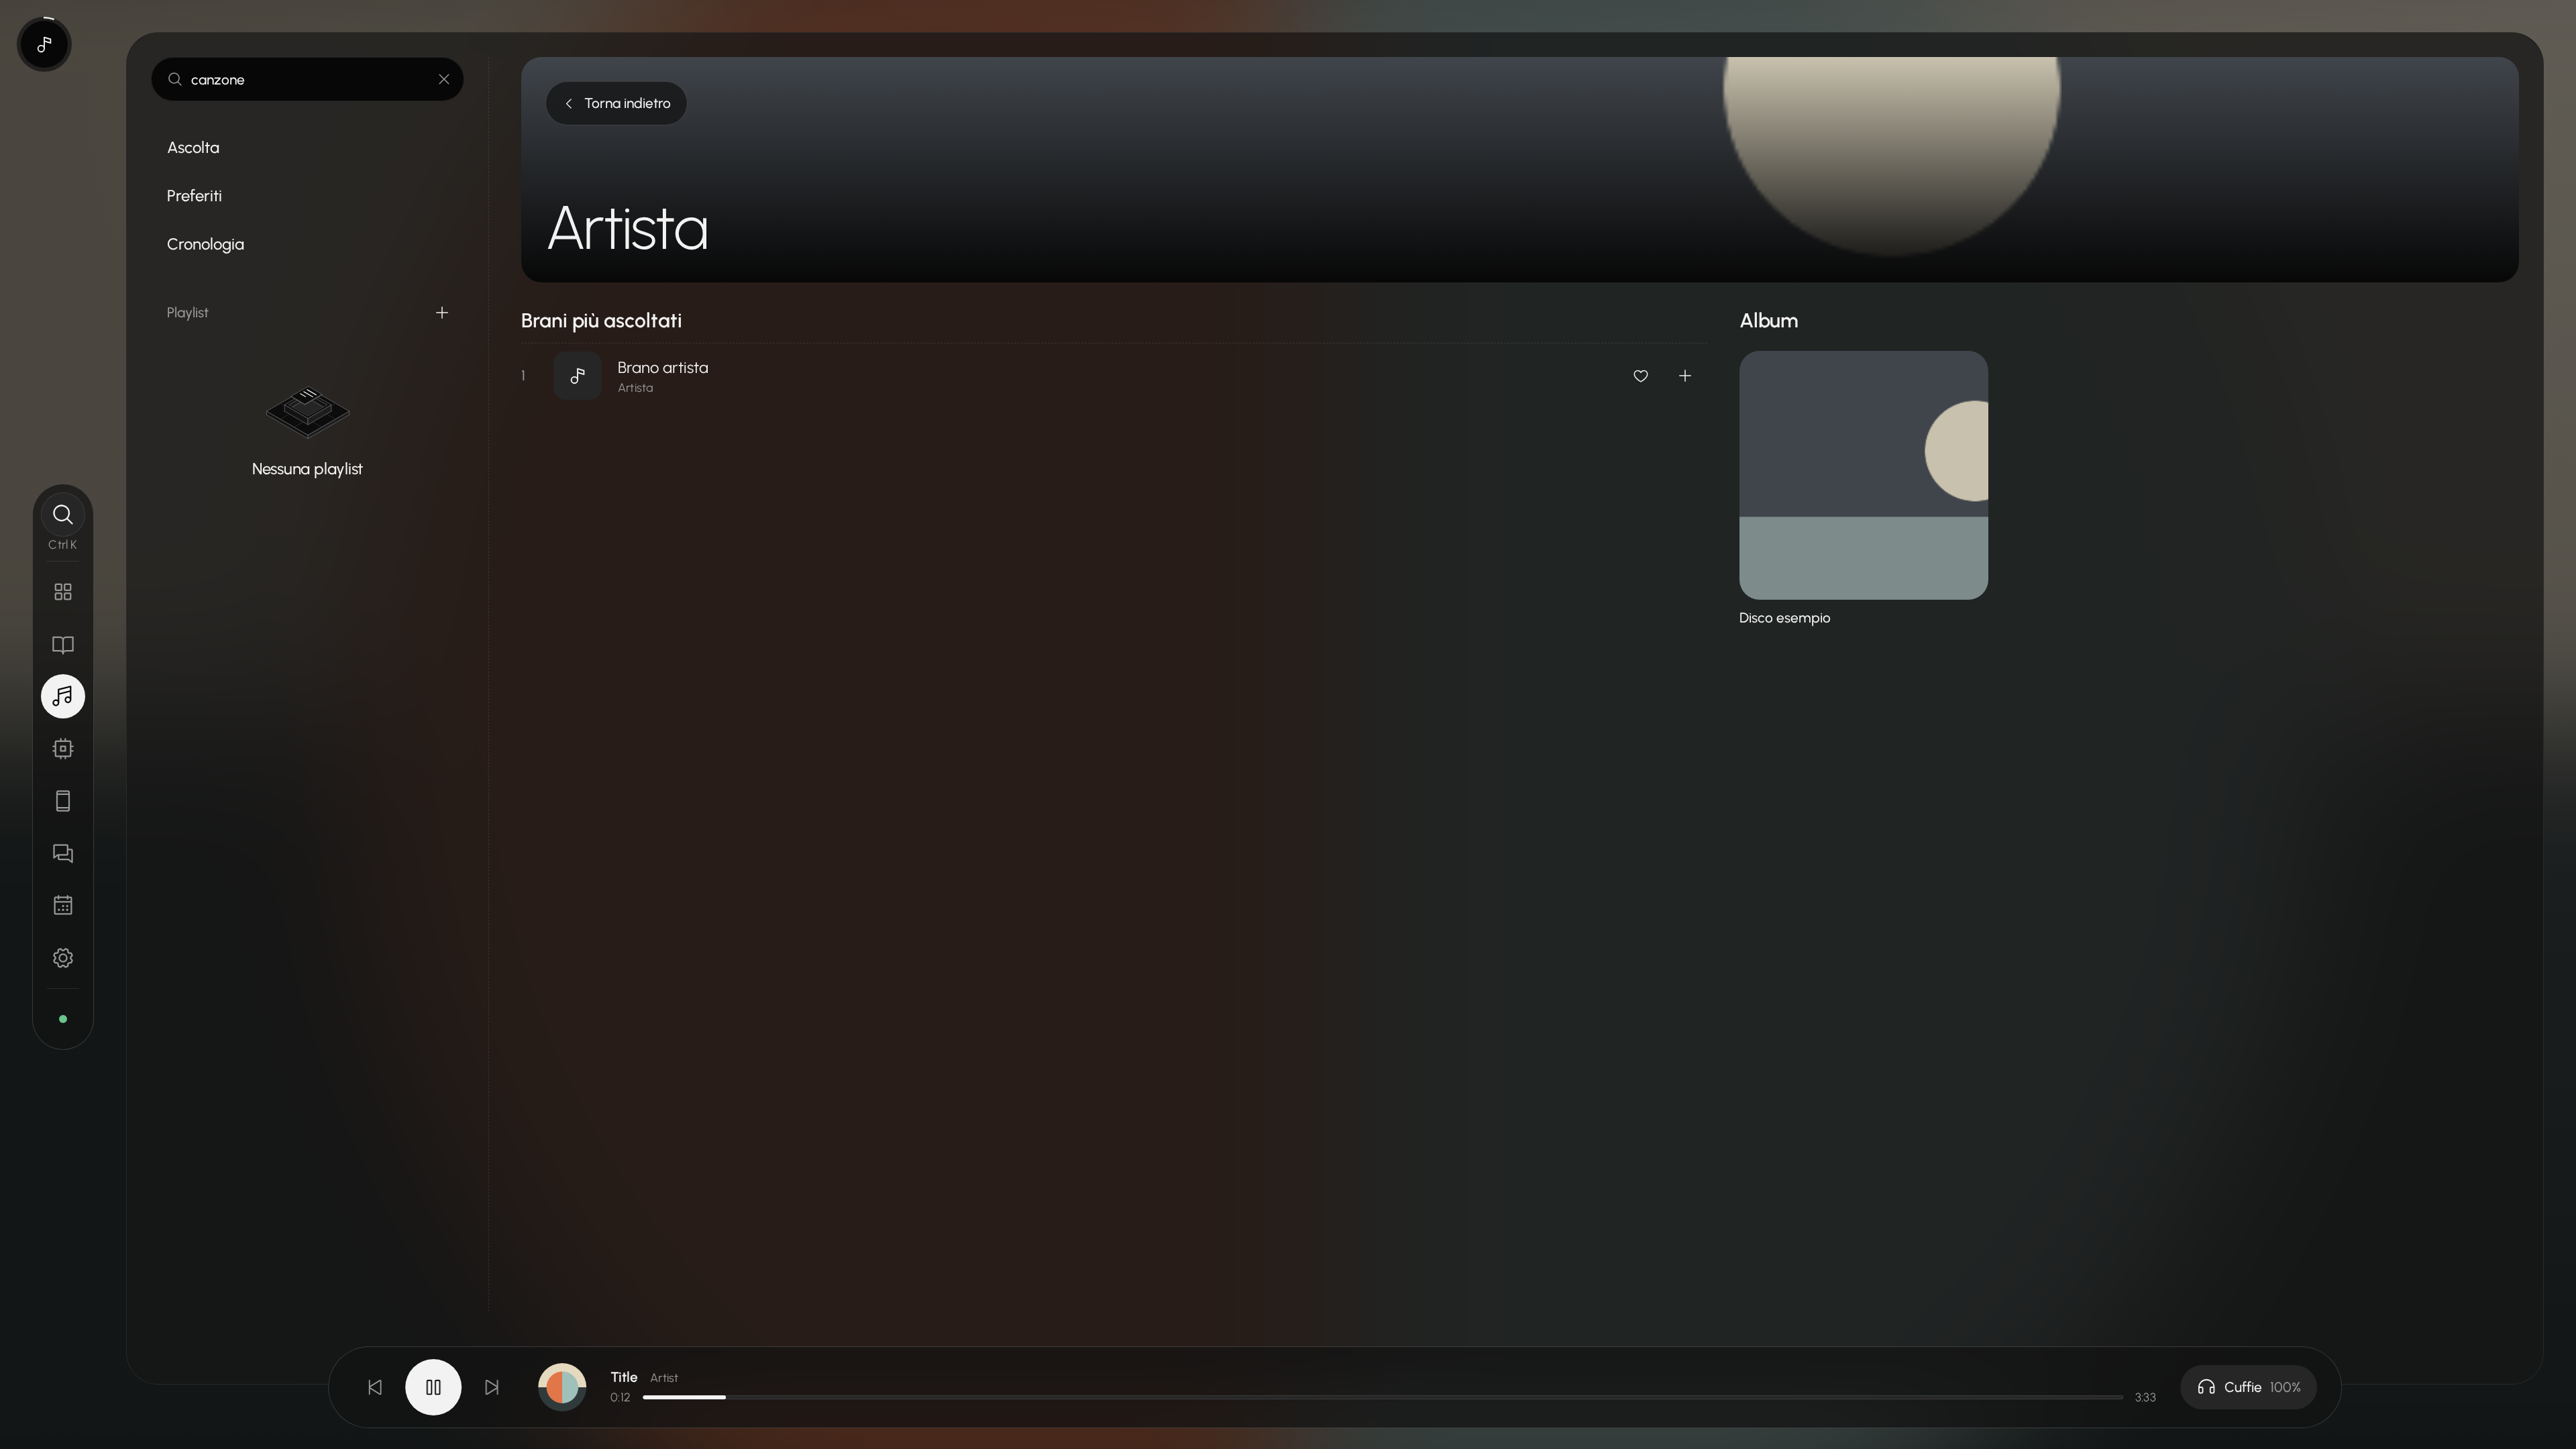 canzone
Ascolta
Preferiti
Cronologia
Playlist
Nessuna playlist
Ctrl K
Torna indietro
Artista
Brani più ascoltati
1
Brano artista
Artista
Album
Disco esempio
Title Artist
0:12
3:33
Cuffie 100%